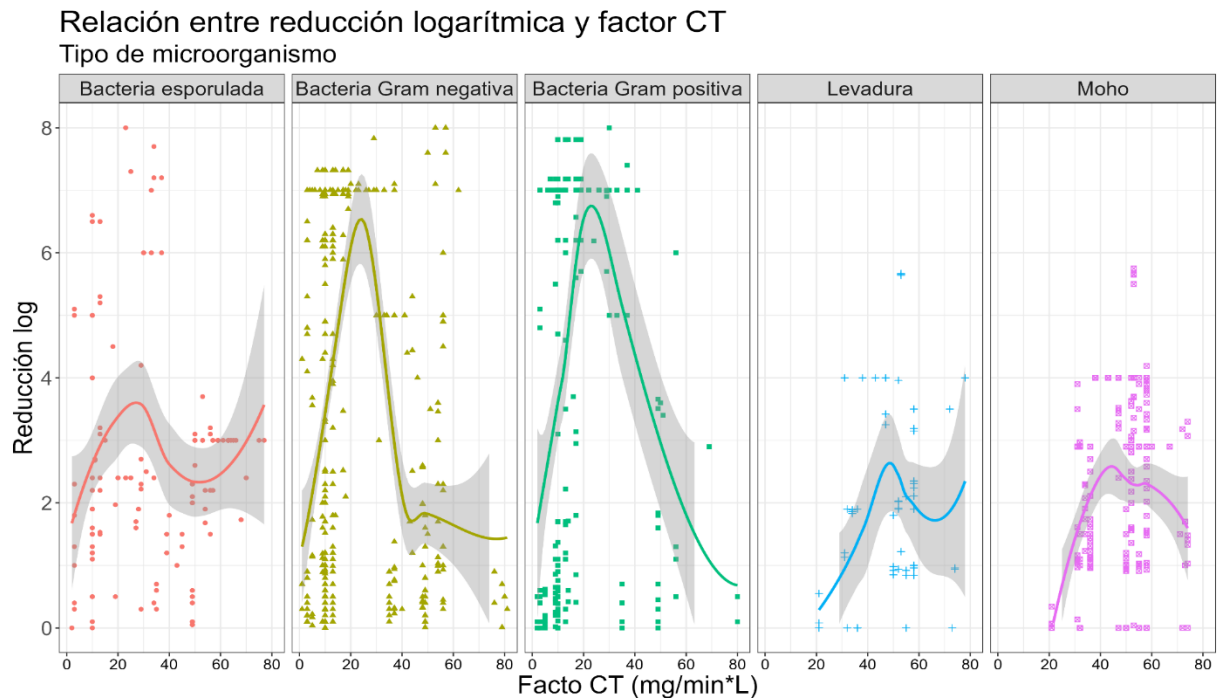 Relación entre reducción logarítmica y factor CT
Tipo de microorganismo
Bacteria esporulada
Bacteria Gram negativa
Bacteria Gram positiva
Levadura
Moho
Reducción log
8
6
4
2
0
0 20 40 60 80
0 20 40 60 80
0 20 40 60 80
0 20 40 60 80
0 20 40 60 80
Facto CT (mg/min*L)